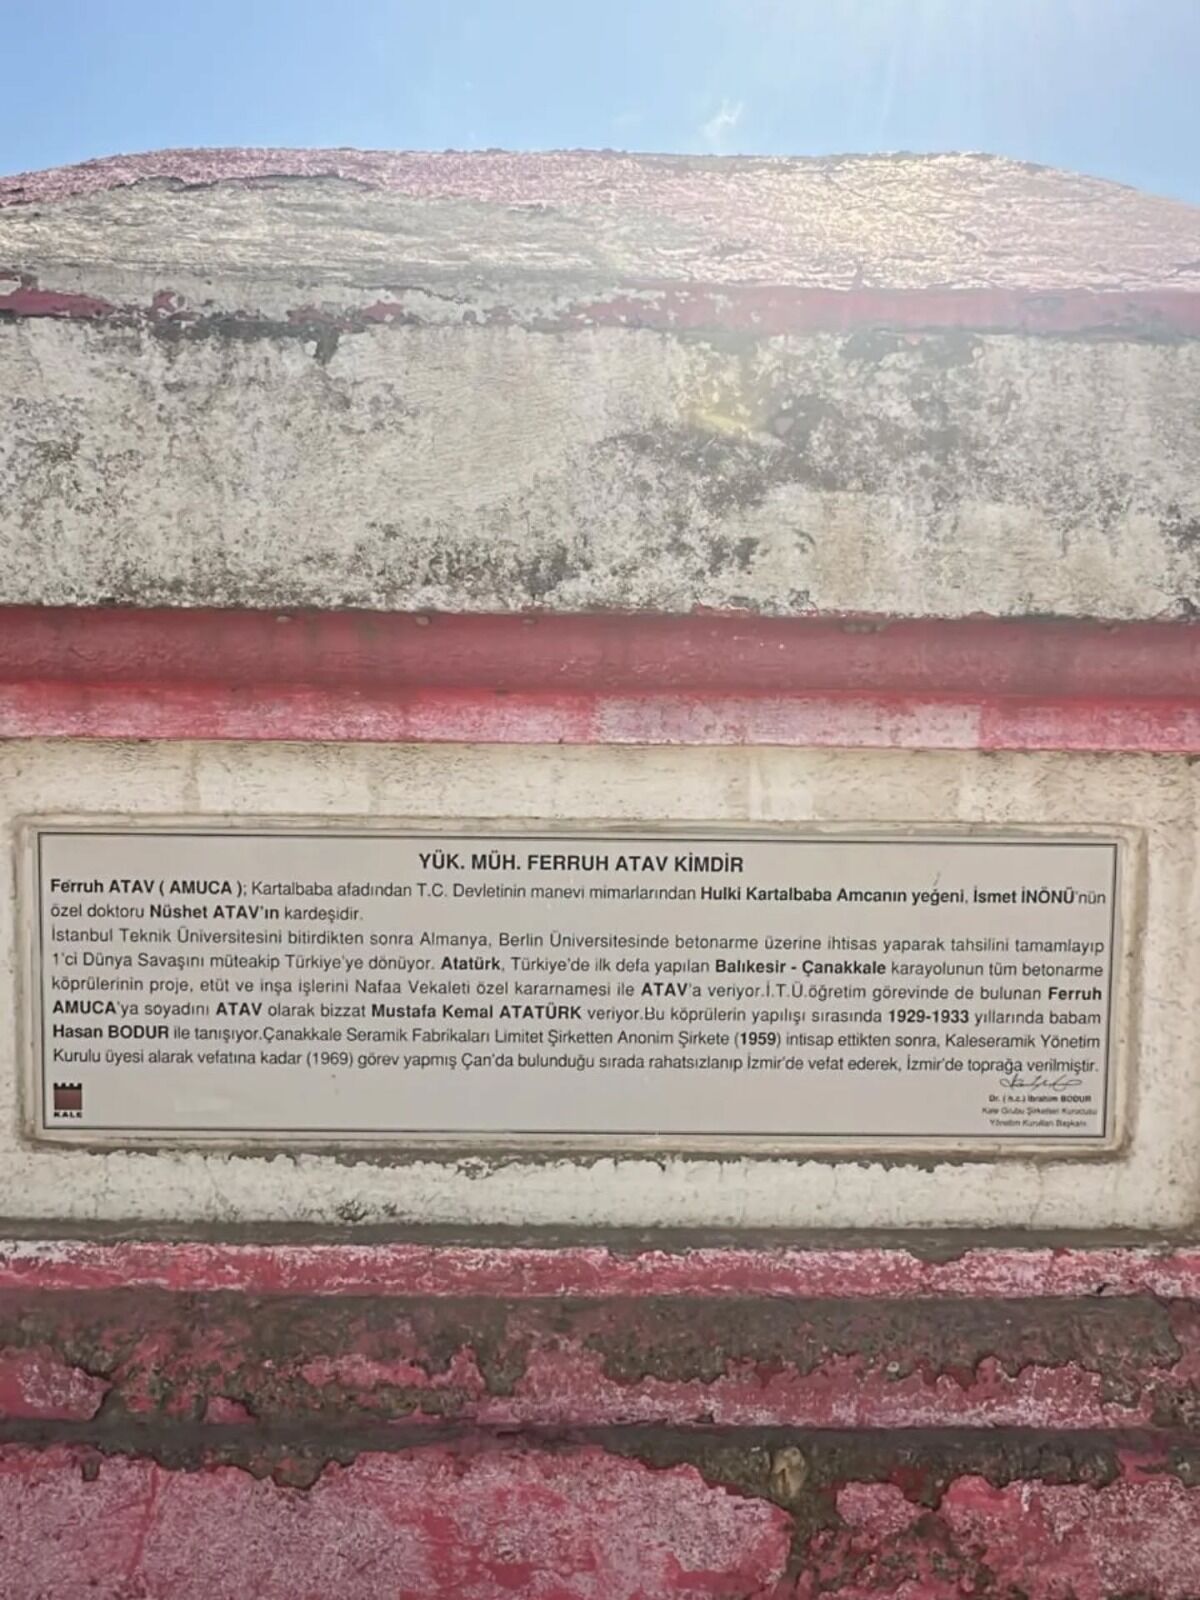 YÜK. MÜH. FERRUH ATAV KİMDİR
Ferruh ATAV ( AMUCA ); Kartalbaba afadından T.C. Devletinin manevi mimarlarından Hulki Kartalbaba Amcanın yeğeni, İsmet İNÖNÜ'nün
özel doktoru Nüshet ATAV'ın kardeşidir.
İstanbul Teknik Üniversitesini bitirdikten sonra Almanya, Berlin Üniversitesinde betonarme üzerine ihtisas yaparak tahsilini tamamlayıp
1'ci Dünya Savaşını müteakip Türkiye'ye dönüyor. Atatürk, Türkiye'de ilk defa yapılan Balıkesir - Çanakkale karayolunun tüm betonarme
köprülerinin proje, etüt ve inşa işlerini Nafaa Vekaleti özel kararnamesi ile ATAV'a veriyor.İ.T.Ü.öğretim görevinde de bulunan Ferruh
AMUCA'ya soyadını ATAV olarak bizzat Mustafa Kemal ATATÜRK veriyor.Bu köprülerin yapılışı sırasında 1929-1933 yıllarında babam
Hasan BODUR ile tanışıyor.Çanakkale Seramik Fabrikaları Limitet Şirketten Anonim Şirkete (1959) intisap ettikten sonra, Kaleseramik Yönetim
Kurulu üyesi alarak vefatına kadar (1969) görev yapmış Çan'da bulunduğu sırada rahatsızlanıp İzmir'de vefat ederek, İzmir'de toprağa verilmiştir.
KALE
Dr. ( h.c.) İbrahim BODUR
Kale Grubu Şirketleri Kurucusu
Yönetim Kurulları Başkanı